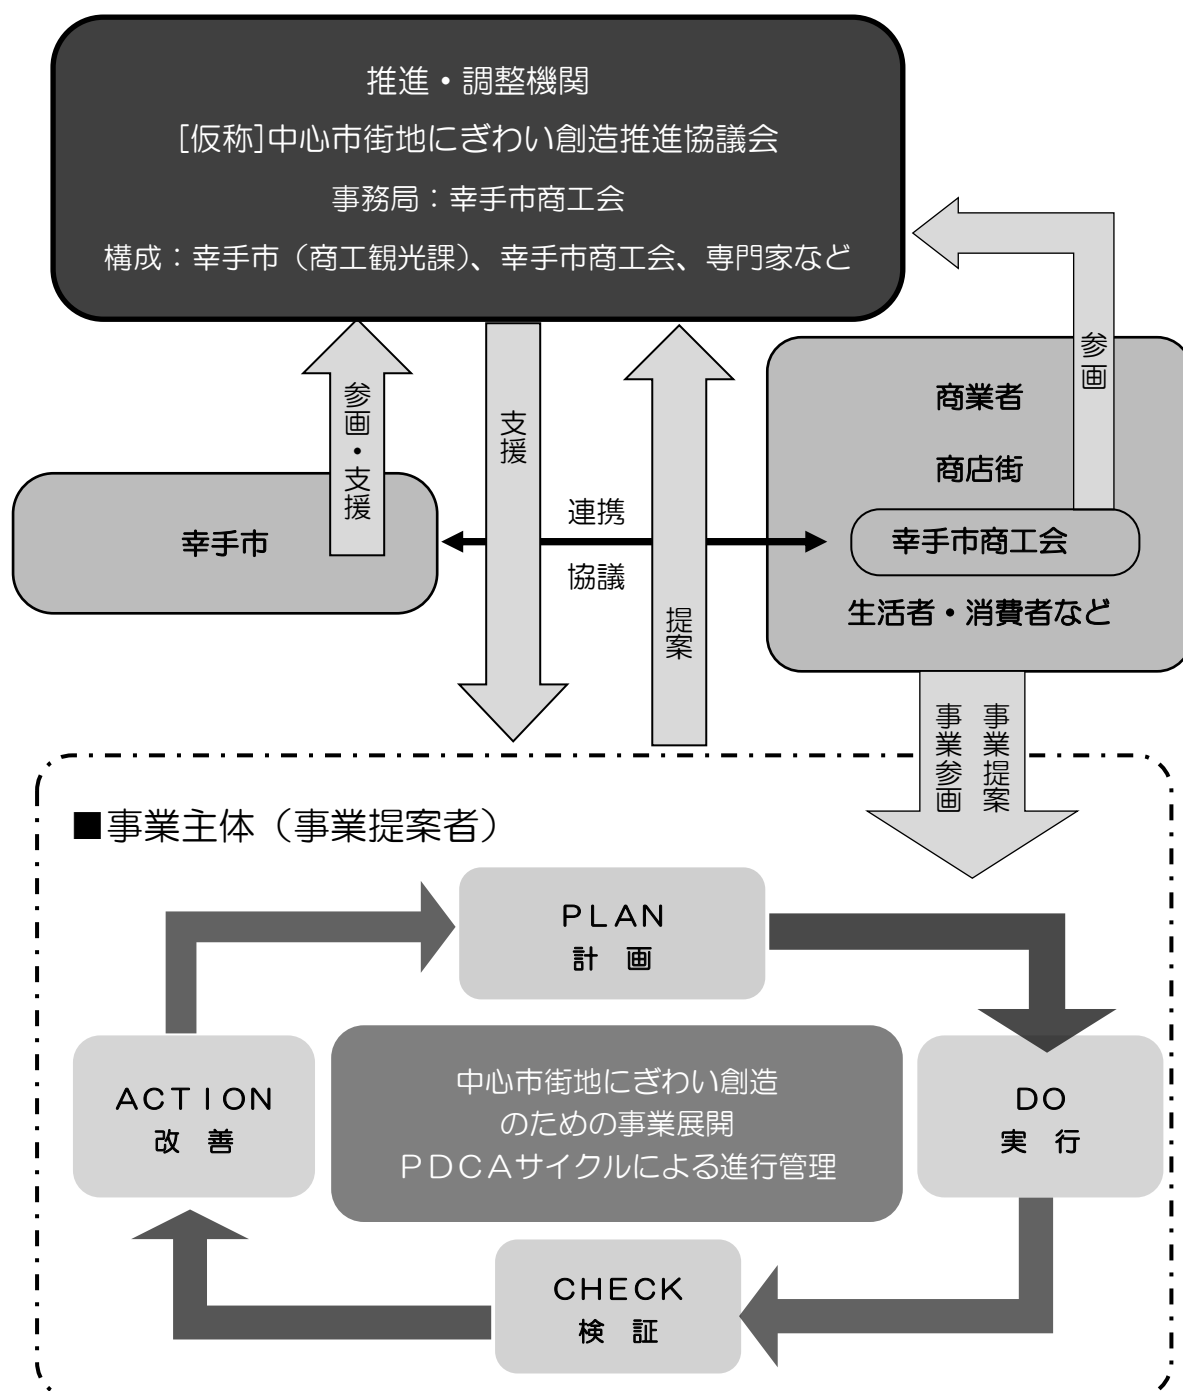 推進・調整機関
[仮称]中心市街地にぎわい創造推進協議会
事務局：幸手市商工会
構成：幸手市（商工観光課）、幸手市商工会、専門家など
参画
参画・支援
支援
商業者
商店街
幸手市
連携
協議
幸手市商工会
生活者・消費者など
提案
事業提案
事業参画
■事業主体（事業提案者）
ＰＬＡＮ
計　画
ＡＣＴＩＯＮ
改　善
中心市街地にぎわい創造
のための事業展開
ＰＤＣＡサイクルによる進行管理
ＤＯ
実　行
ＣＨＥＣＫ
検　証